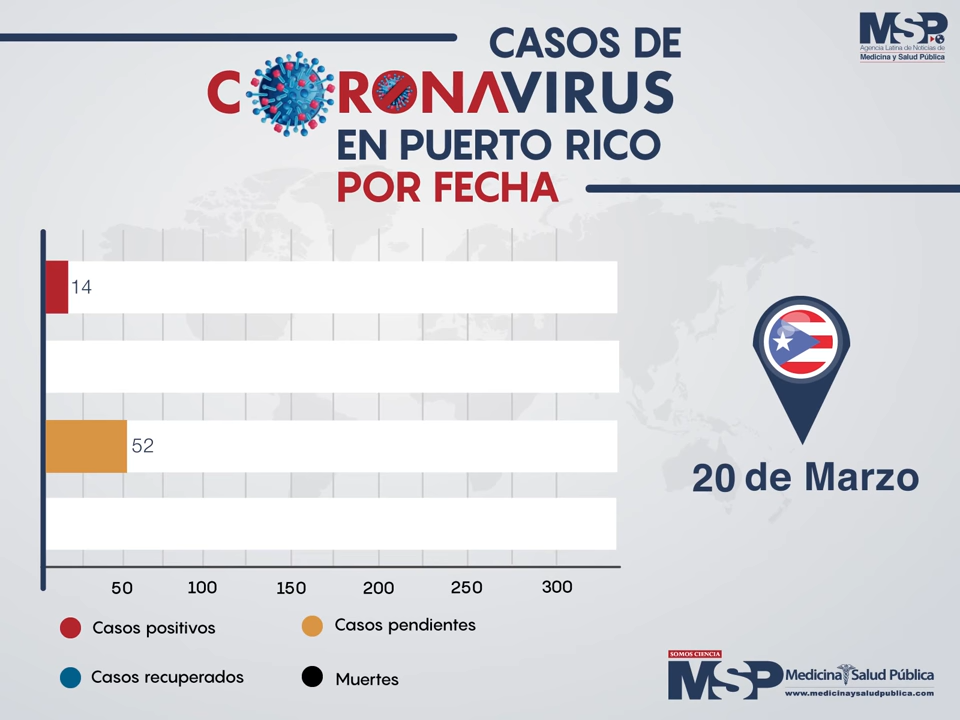 CASOS DE
CORONAVIRUS
EN PUERTO RICO
POR FECHA
MSP
Agencia Latina de Noticias de
Medicina y Salud Pública
14
52
20 de Marzo
50 100 150 200 250 300
Casos positivos
Casos pendientes
Casos recuperados
Muertes
SOMOS CIENCIA
MSP Medicina Salud Pública
www.medicinaysaludpublica.com